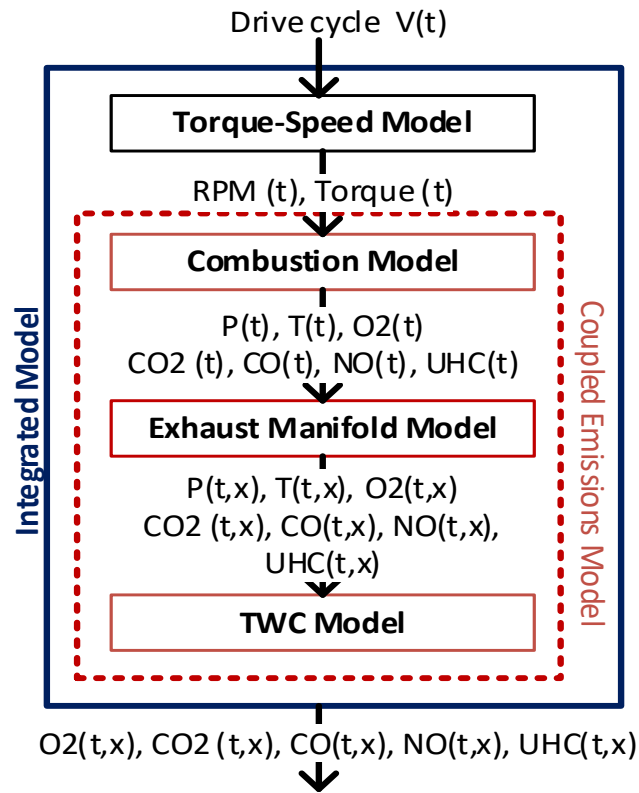 Drive cycle V(t)
Torque-Speed Model
RPM (t), Torque (t)
Combustion Model
P(t), T(t), O2(t)
CO2 (t), CO(t), NO(t), UHC(t)
Exhaust Manifold Model
P(t,x), T(t,x), O2(t,x)
CO2 (t,x), CO(t,x), NO(t,x),
UHC(t,x)
TWC Model
Integrated Model
Coupled Emissions Model
O2(t,x), CO2 (t,x), CO(t,x), NO(t,x), UHC(t,x)